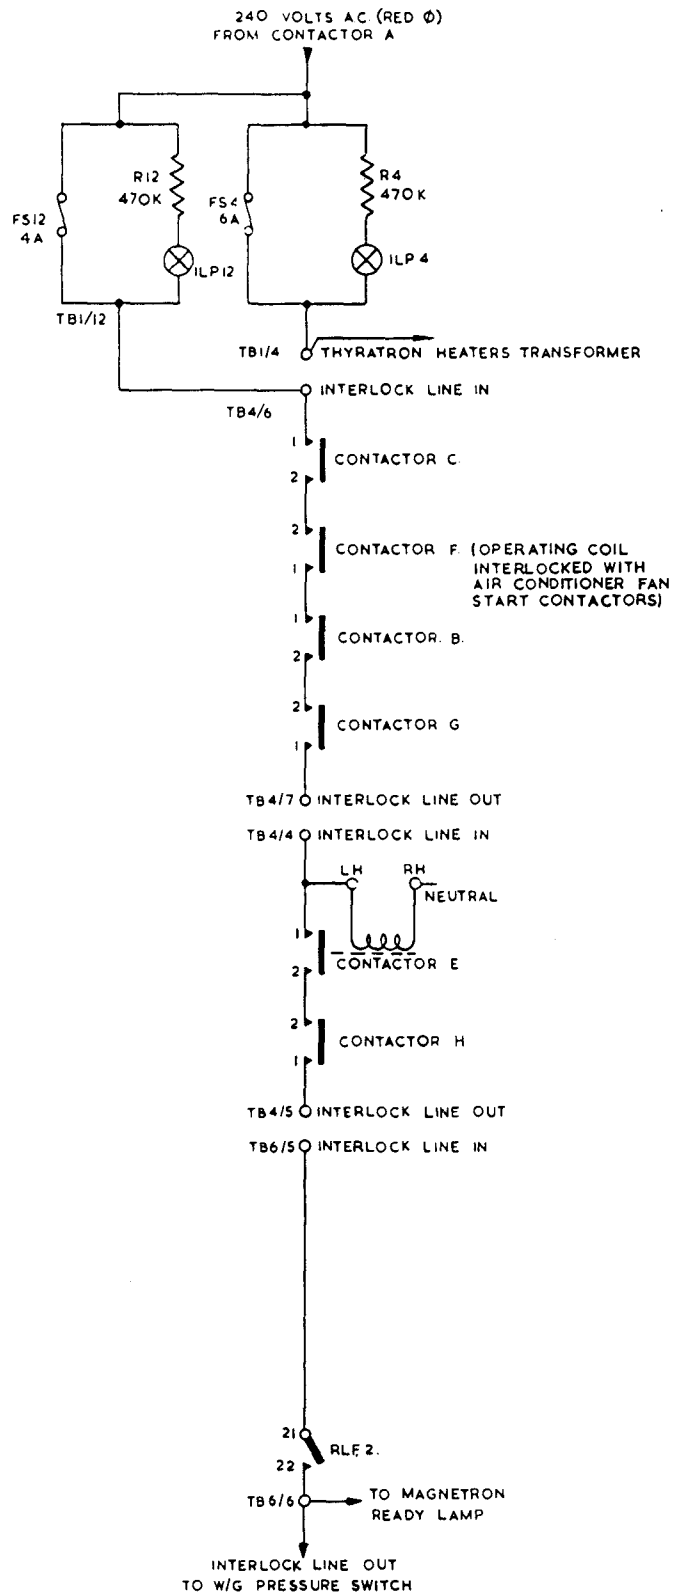 240 VOLTS A.C. (RED Ø)
FROM CONTACTOR A
R12
470K
FS12
4A
ILP12
FS4
6A
R4
470K
ILP4
TB1/12
TB1/4
THYRATRON HEATERS TRANSFORMER
INTERLOCK LINE IN
TB4/6
1
CONTACTOR C.
2
2
CONTACTOR F. (OPERATING COIL
INTERLOCKED WITH
AIR CONDITIONER FAN
START CONTACTORS)
1
1
CONTACTOR. B.
2
2
CONTACTOR G
1
TB4/7 INTERLOCK LINE OUT
TB4/4 INTERLOCK LINE IN
LH RH
NEUTRAL
1
CONTACTOR E
2
2
CONTACTOR H
1
TB4/5 INTERLOCK LINE OUT
TB6/5 INTERLOCK LINE IN
21
RLF.2.
22
TB6/6
TO MAGNETRON
READY LAMP
INTERLOCK LINE OUT
TO W/G PRESSURE SWITCH